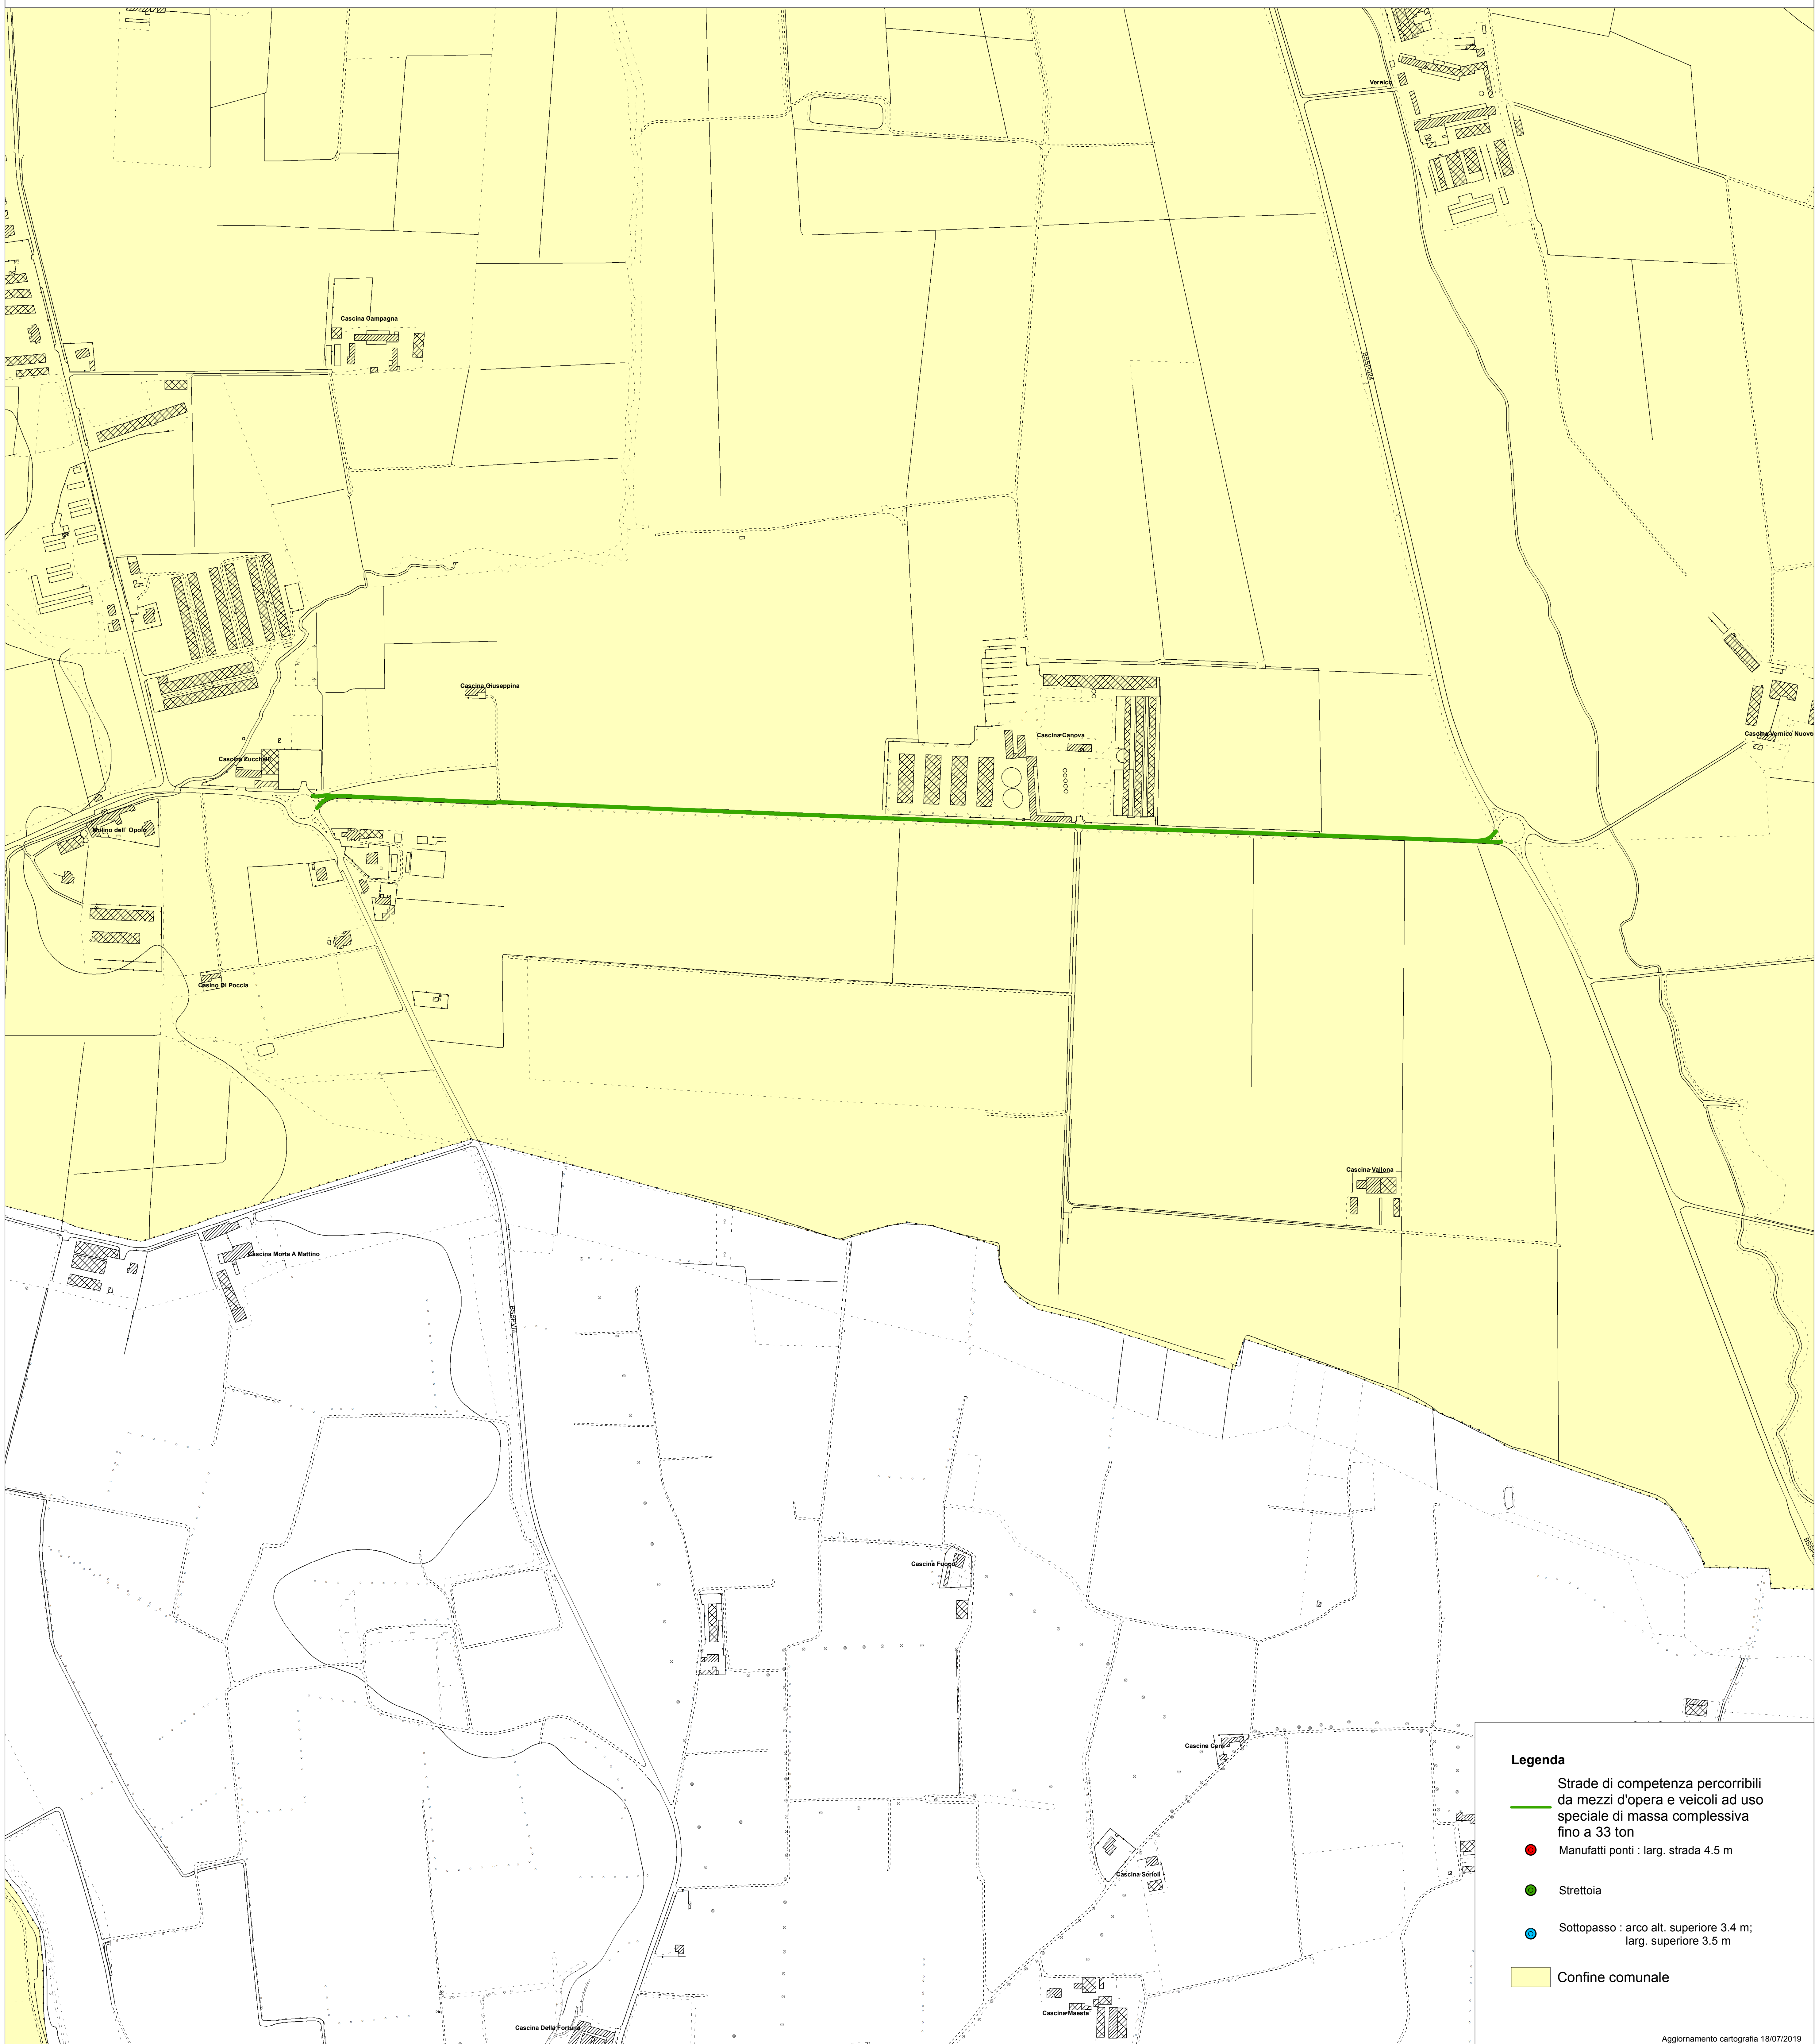 Vernico
Cascina Campagna
BSSP024
Cascina Giuseppina
Cascina Canova
Cascina Vernico Nuovo
Cascina Zucchelli
Molino dell' Opolo
Casino Di Poccia
Cascina Vallona
Cascina Morta A Mattino
BSSPVIII
Cascina Fuoco
Cascina Serioli
Cascina Maesta
Cascina Della Fortuna
Legenda
Strade di competenza percorribili
da mezzi d'opera e veicoli ad uso
speciale di massa complessiva
fino a 33 ton
Manufatti ponti : larg. strada 4.5 m
Strettoia
Sottopasso : arco alt. superiore 3.4 m;
larg. superiore 3.5 m
Confine comunale
Aggiornamento cartografia 18/07/2019